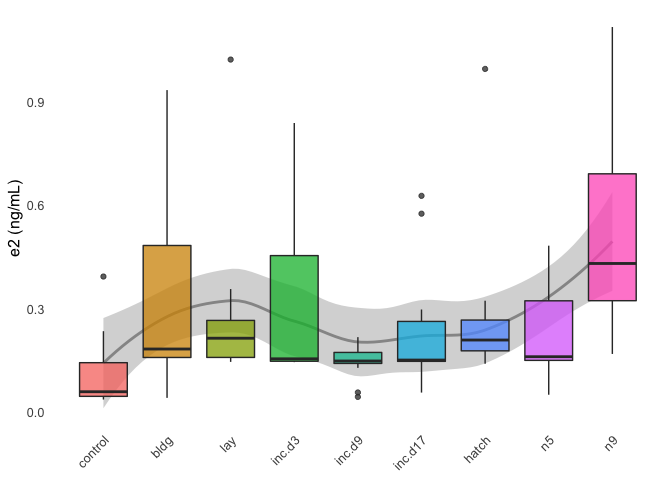 e2 (ng/mL)
0.9
0.6
0.3
0.0
control
bldg
lay
inc.d3
inc.d9
inc.d17
hatch
n5
n9